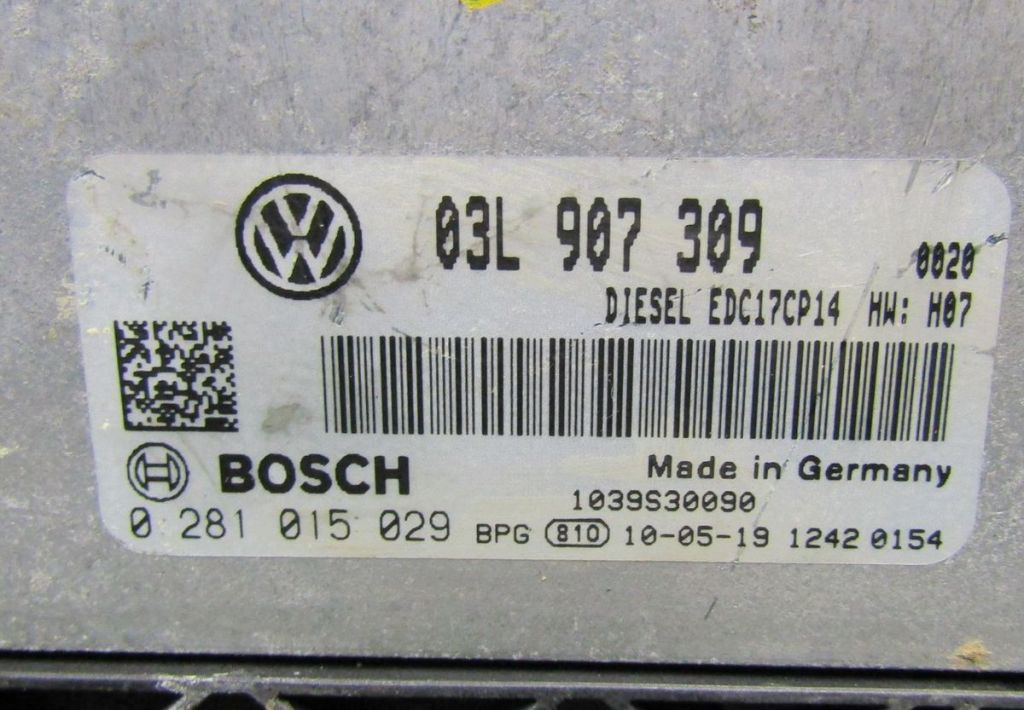 03L 907 309
0020
DIESEL EDC17CP14 HW: H07
BOSCH
Made in Germany
1039S30090
0 281 015 029 BPG 810 10-05-19 1242 0154